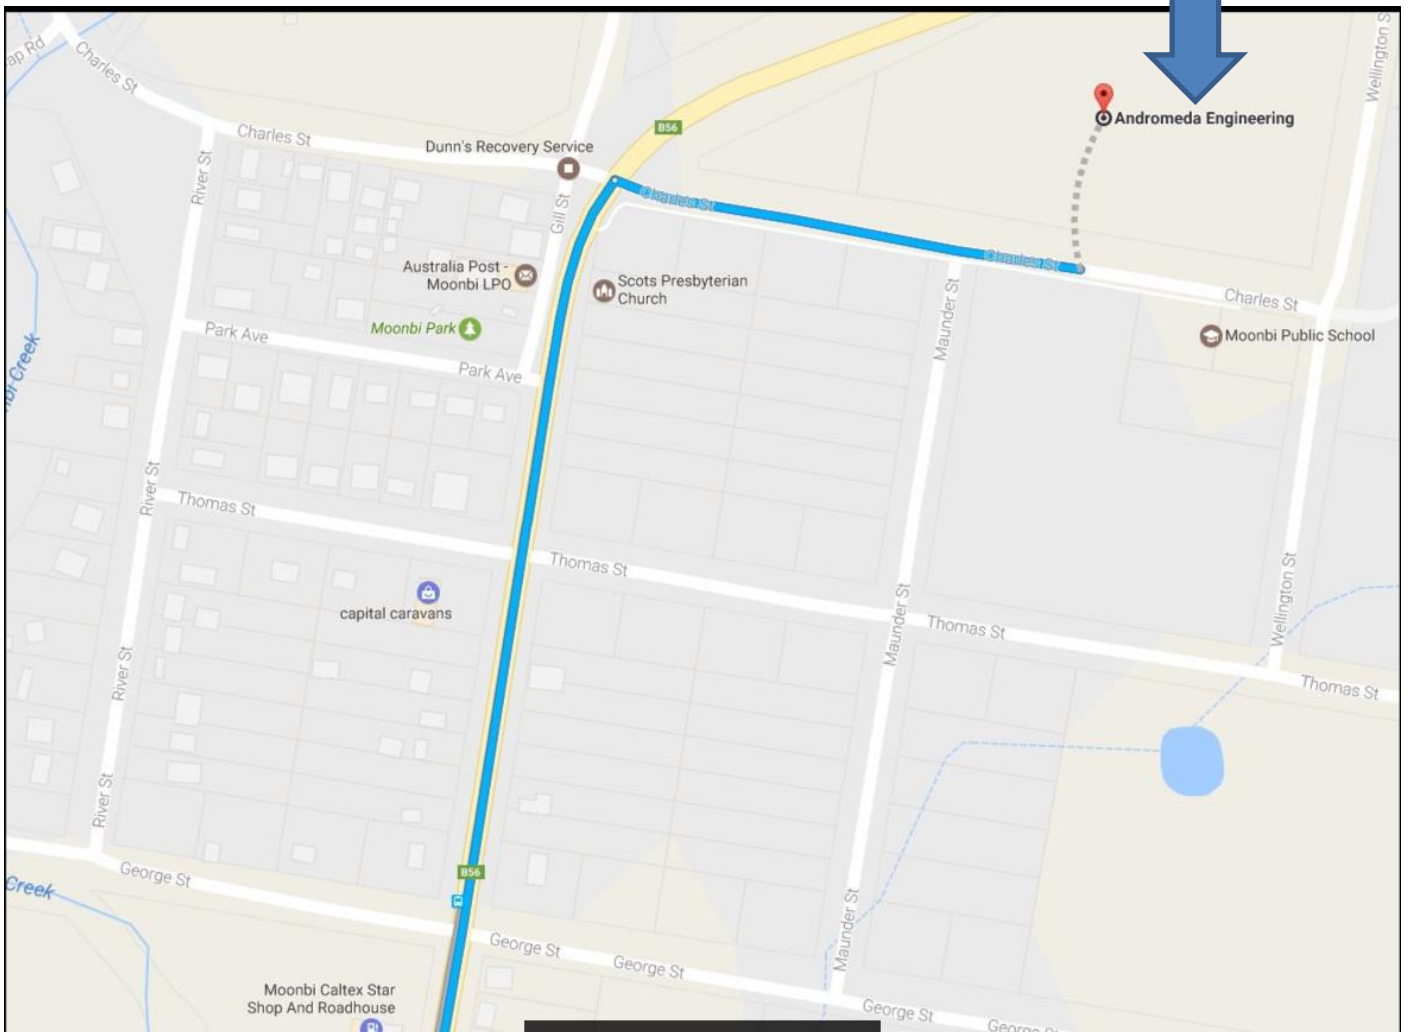 ap Rd
Charles St
Wellington S
Andromeda Engineering
B56
Charles St
Dunn's Recovery Service
River St
Gill St
Charles St
Australia Post -
Moonbi LPO
Scots Presbyterian
Church
Charles St
Charles St
Moonbi Park
Park Ave
Maunder St
Moonbi Public School
Park Ave
bi Creek
River St
Thomas St
Thomas St
capital caravans
Maunder St
Thomas St
Wellington St
River St
Thomas St
River St
George St
B56
Creek
Maunder St
George St
George St
Moonbi Caltex Star
Shop And Roadhouse
George St
George St